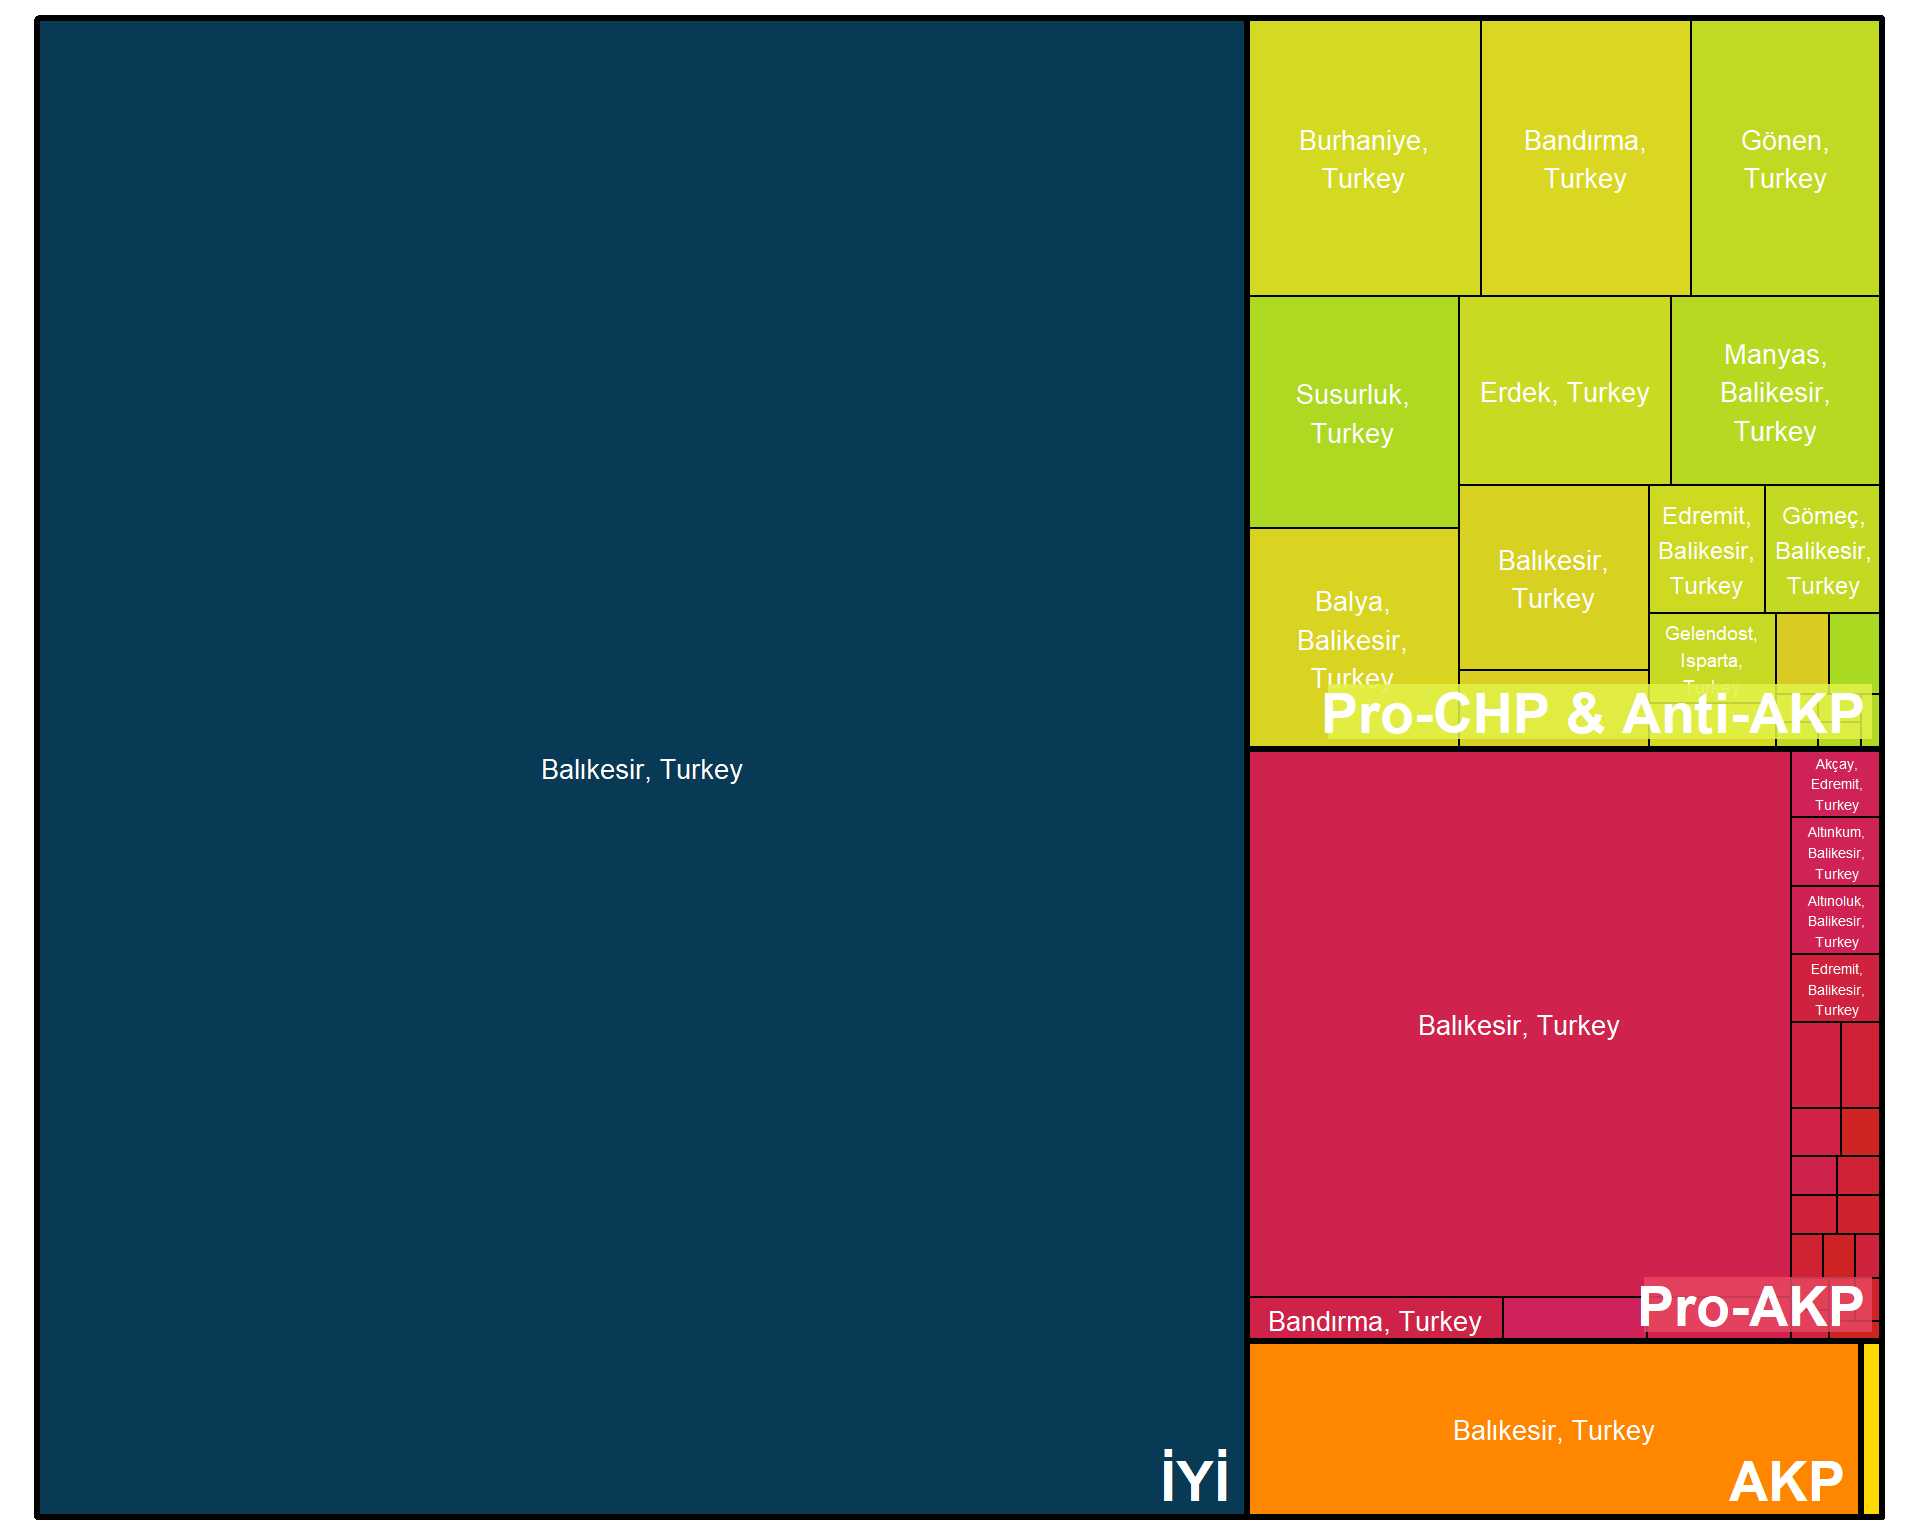 Balıkesir, Turkey
İYİ
Burhaniye,
Turkey
Bandırma,
Turkey
Gönen,
Turkey
Susurluk,
Turkey
Erdek, Turkey
Manyas,
Balikesir,
Turkey
Balya,
Balikesir,
Turkey
Balıkesir,
Turkey
Edremit,
Balikesir,
Turkey
Gömeç,
Balikesir,
Turkey
Gelendost,
Isparta,
Turkey
Pro-CHP & Anti-AKP
Balıkesir, Turkey
Akçay,
Edremit,
Turkey
Altınkum,
Balikesir,
Turkey
Altınoluk,
Balikesir,
Turkey
Edremit,
Balikesir,
Turkey
Bandırma, Turkey
Pro-AKP
Balıkesir, Turkey
AKP